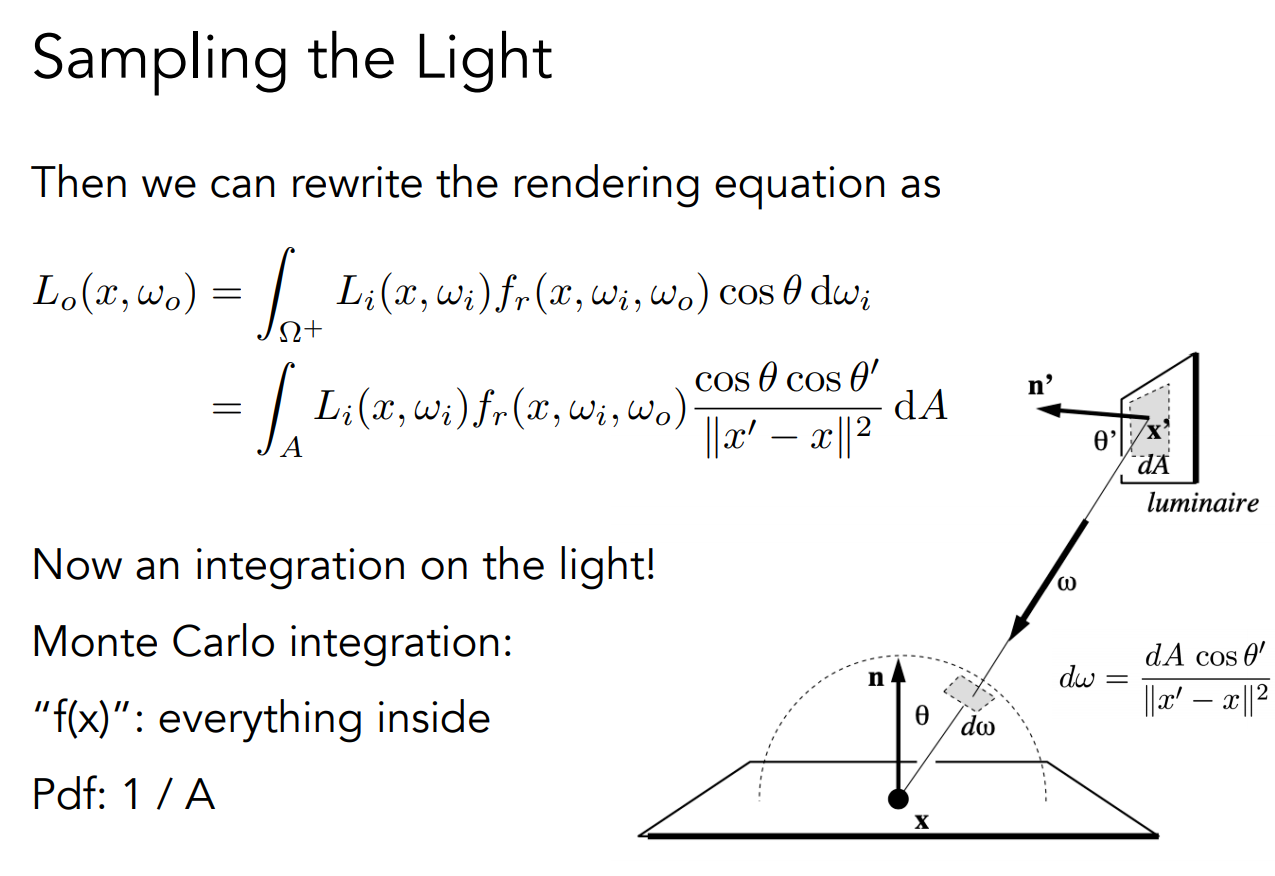 Sampling the Light
Then we can rewrite the rendering equation as
$L_o(x, \omega_o) = \int_{\Omega^+} L_i(x, \omega_i) f_r(x, \omega_i, \omega_o) \cos\theta \, \mathrm{d}\omega_i$
$= \int_A L_i(x, \omega_i) f_r(x, \omega_i, \omega_o) \frac{\cos\theta \cos\theta'}{\|x' - x\|^2} \, \mathrm{d}A$
n’
θ’
x’
dA
luminaire
Now an integration on the light!
ω
Monte Carlo integration:
$d\omega = \frac{dA \cos\theta'}{\|x' - x\|^2}$
n
θ
dω
“f(x)”: everything inside
Pdf: 1 / A
x